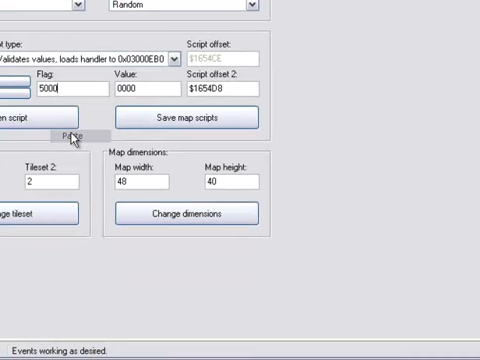 Random
ot type:
Script offset:
Validates values, loads handler to 0x03000EB0
$1654CE
Flag:
Value:
Script offset 2:
5000
0000
$1654D8
en script
Save map scripts
Paste
Tileset 2:
Map dimensions:
Map width:
Map height:
2
48
40
ge tileset
Change dimensions
Events working as desired.